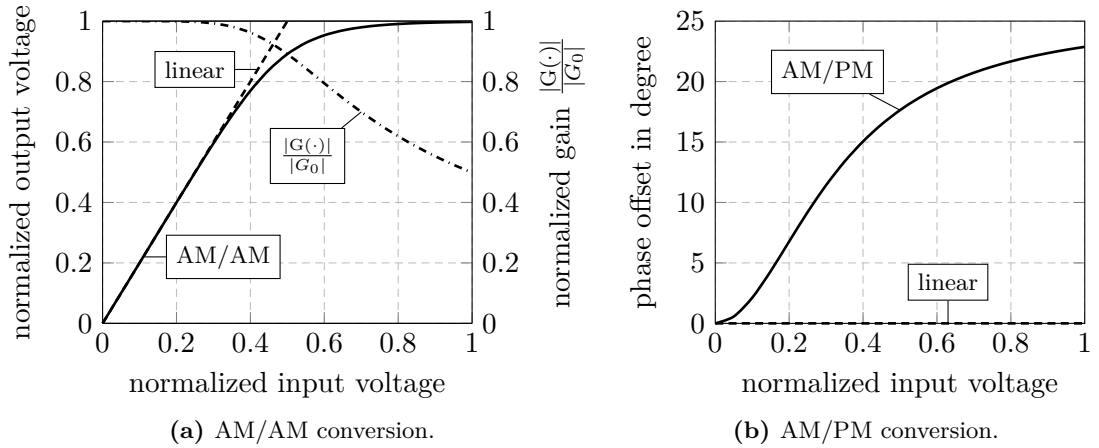 normalized output voltage
1
0.8
0.6
0.4
0.2
0
0 0.2 0.4 0.6 0.8 1
normalized input voltage
linear
|G(·)|
|G₀|
AM/AM
1
0.8
0.6
0.4
0.2
0
normalized gain |G(·)| / |G₀|
(a) AM/AM conversion.
phase offset in degree
25
20
15
10
5
0
0 0.2 0.4 0.6 0.8 1
normalized input voltage
AM/PM
linear
(b) AM/PM conversion.